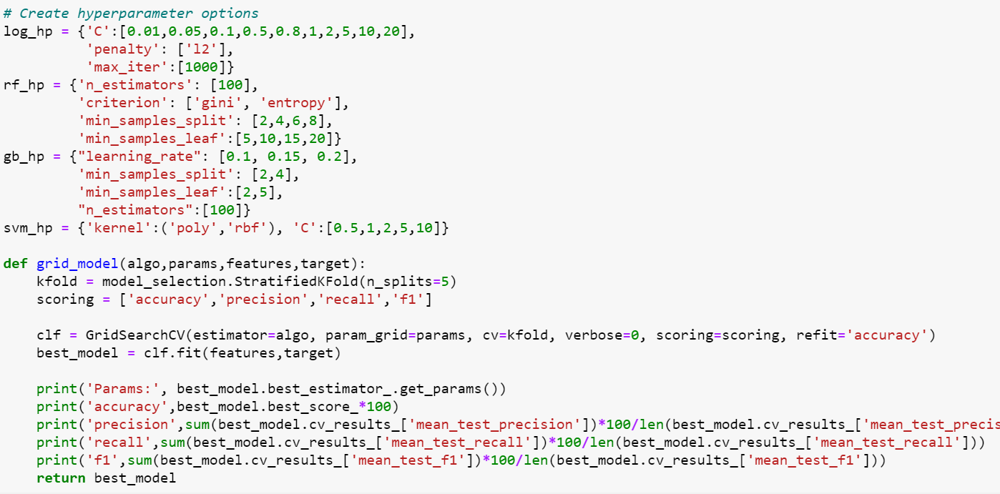 # Create hyperparameter options
log_hp = {'C':[0.01,0.05,0.1,0.5,0.8,1,2,5,10,20],
          'penalty': ['l2'],
          'max_iter':[1000]}
rf_hp = {'n_estimators': [100],
         'criterion': ['gini', 'entropy'],
         'min_samples_split': [2,4,6,8],
         'min_samples_leaf':[5,10,15,20]}
gb_hp = {"learning_rate": [0.1, 0.15, 0.2],
         'min_samples_split': [2,4],
         'min_samples_leaf':[2,5],
         "n_estimators":[100]}
svm_hp = {'kernel':('poly','rbf'), 'C':[0.5,1,2,5,10]}

def grid_model(algo,params,features,target):
    kfold = model_selection.StratifiedKFold(n_splits=5)
    scoring = ['accuracy','precision','recall','f1']

    clf = GridSearchCV(estimator=algo, param_grid=params, cv=kfold, verbose=0, scoring=scoring, refit='accuracy')
    best_model = clf.fit(features,target)

    print('Params:', best_model.best_estimator_.get_params())
    print('accuracy',best_model.best_score_*100)
    print('precision',sum(best_model.cv_results_['mean_test_precision'])*100/len(best_model.cv_results_['mean_test_precis
    print('recall',sum(best_model.cv_results_['mean_test_recall'])*100/len(best_model.cv_results_['mean_test_recall']))
    print('f1',sum(best_model.cv_results_['mean_test_f1'])*100/len(best_model.cv_results_['mean_test_f1']))
    return best_model